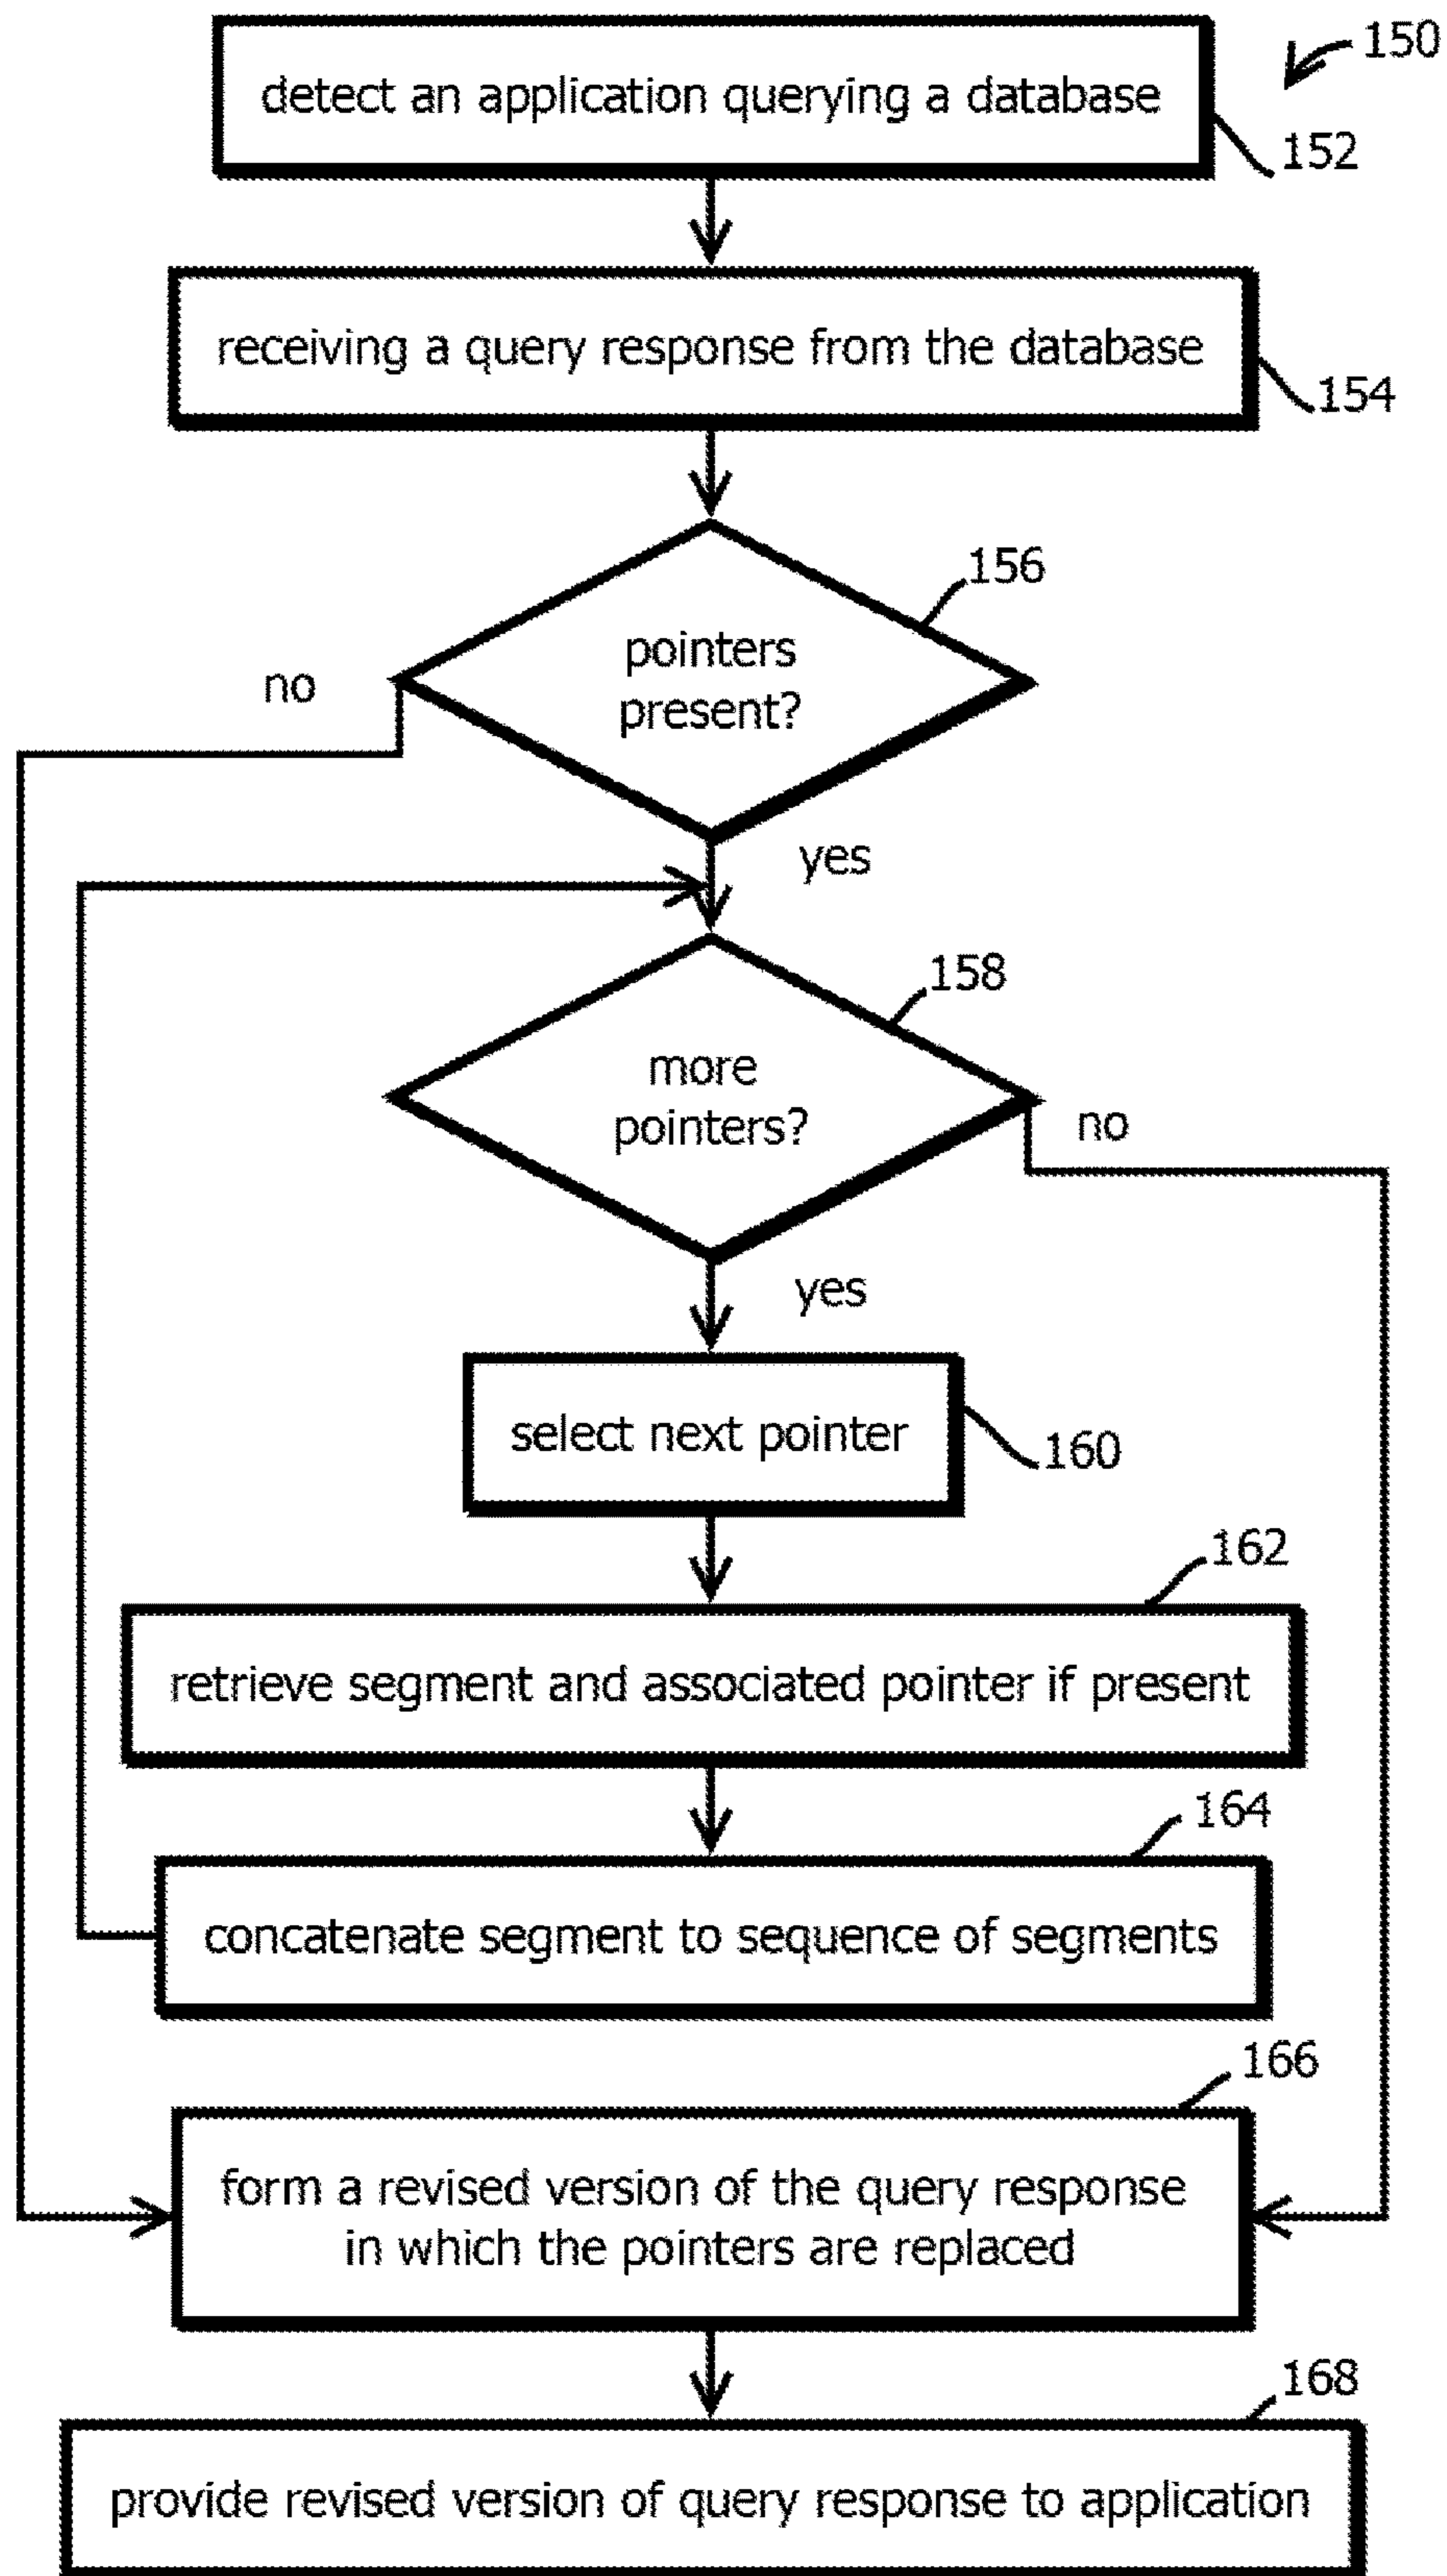 detect an application querying a database
150
152
receiving a query response from the database
154
156
pointers
present?
no
yes
158
more
pointers?
no
yes
select next pointer
160
162
retrieve segment and associated pointer if present
164
concatenate segment to sequence of segments
166
form a revised version of the query response
in which the pointers are replaced
168
provide revised version of query response to application